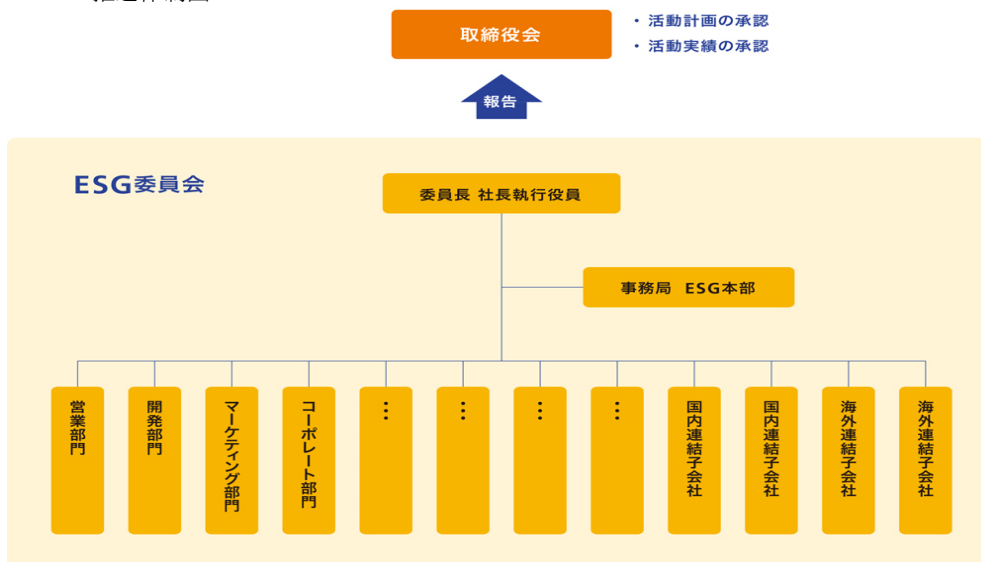 取締役会
・活動計画の承認
・活動実績の承認
報告
ESG委員会
委員長 社長執行役員
事務局 ESG本部
営業部門
開発部門
マーケティング部門
コーポレート部門
…
…
…
…
国内連結子会社
国内連結子会社
海外連結子会社
海外連結子会社